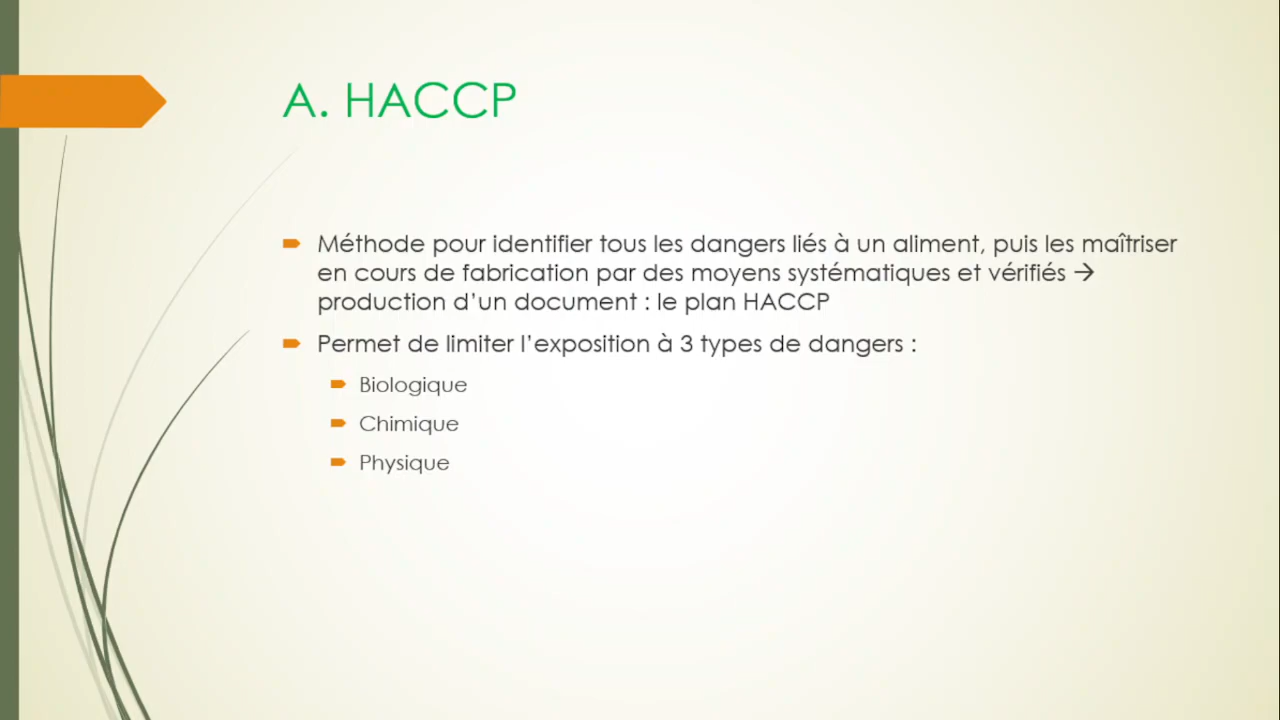 A. HACCP
Méthode pour identifier tous les dangers liés à un aliment, puis les maîtriser
en cours de fabrication par des moyens systématiques et vérifiés →
production d’un document : le plan HACCP
Permet de limiter l’exposition à 3 types de dangers :
Biologique
Chimique
Physique